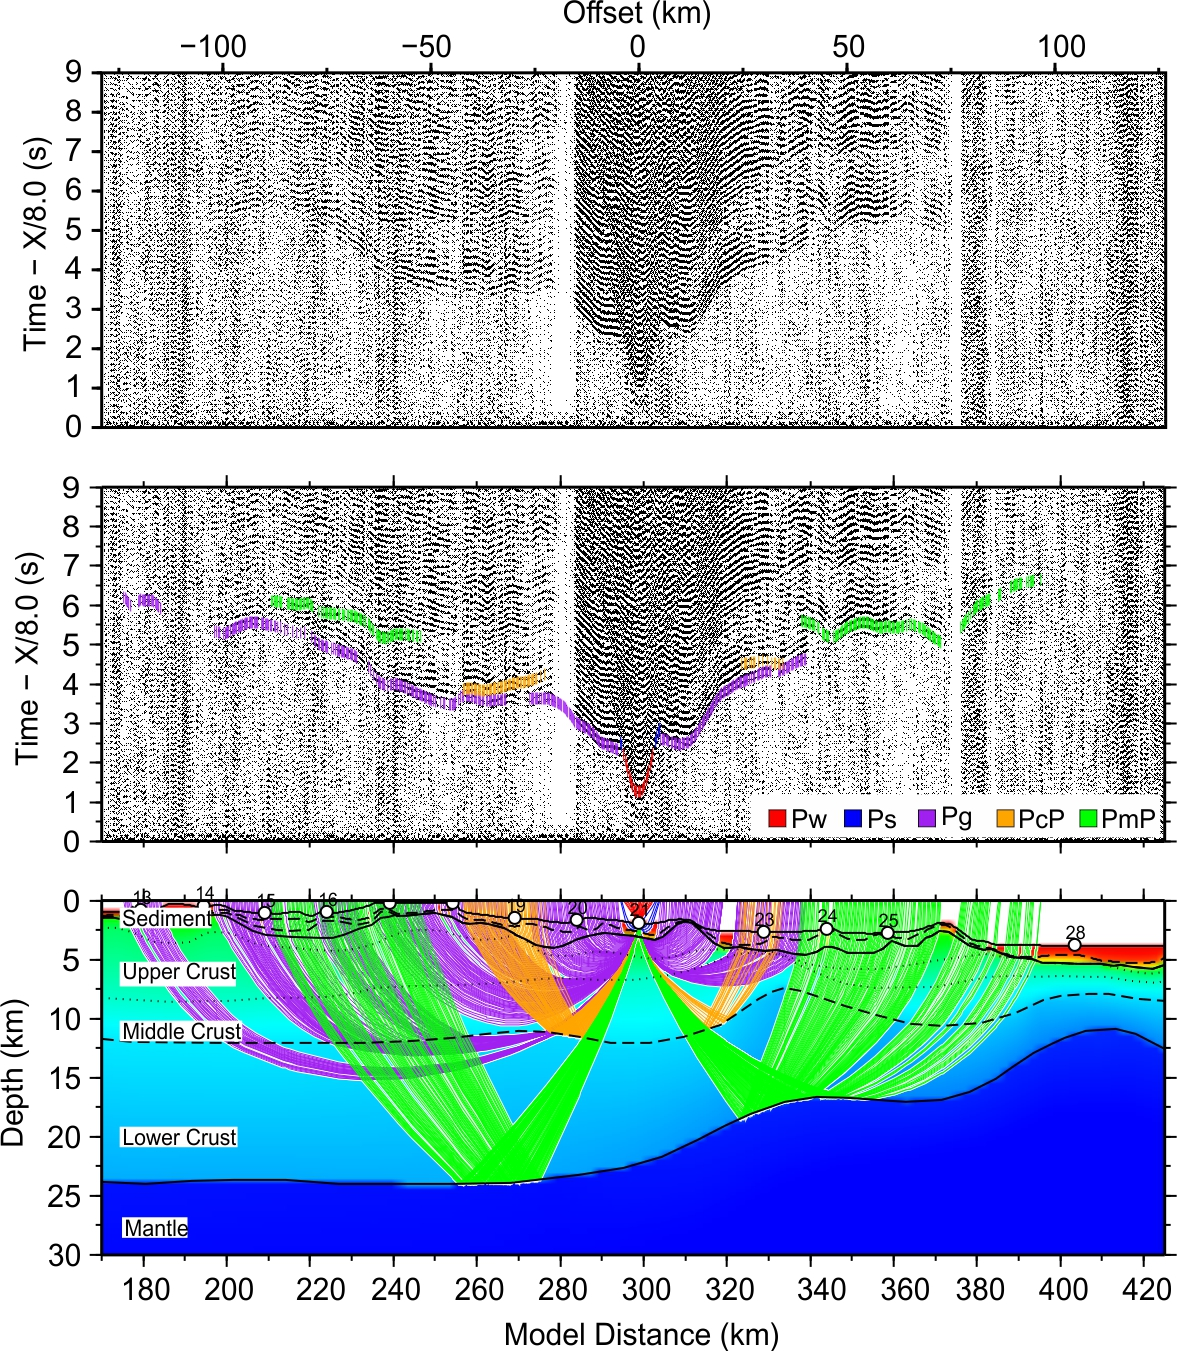 Offset (km)
−100 −50 0 50 100
9
8
7
6
5
4
3
2
1
0
Time − X/8.0 (s)
9
8
7
6
5
4
3
2
1
0
Time − X/8.0 (s)
Pw Ps Pg PcP PmP
0
5
10
15
20
25
30
Depth (km)
13 14 15 16 19 20 21 23 24 25 28
Sediment
Upper Crust
Middle Crust
Lower Crust
Mantle
180 200 220 240 260 280 300 320 340 360 380 400 420
Model Distance (km)